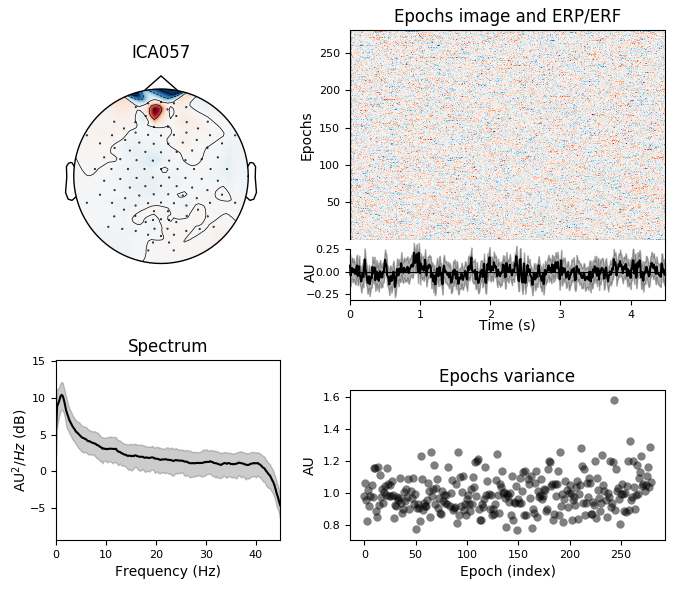 ICA057
Epochs image and ERP/ERF
Epochs
250
200
150
100
50
AU
0.25
0.00
−0.25
0 1 2 3 4
Time (s)
Spectrum
AU²/Hz (dB)
15
10
5
0
−5
0 10 20 30 40
Frequency (Hz)
Epochs variance
AU
1.6
1.4
1.2
1.0
0.8
0 50 100 150 200 250
Epoch (index)